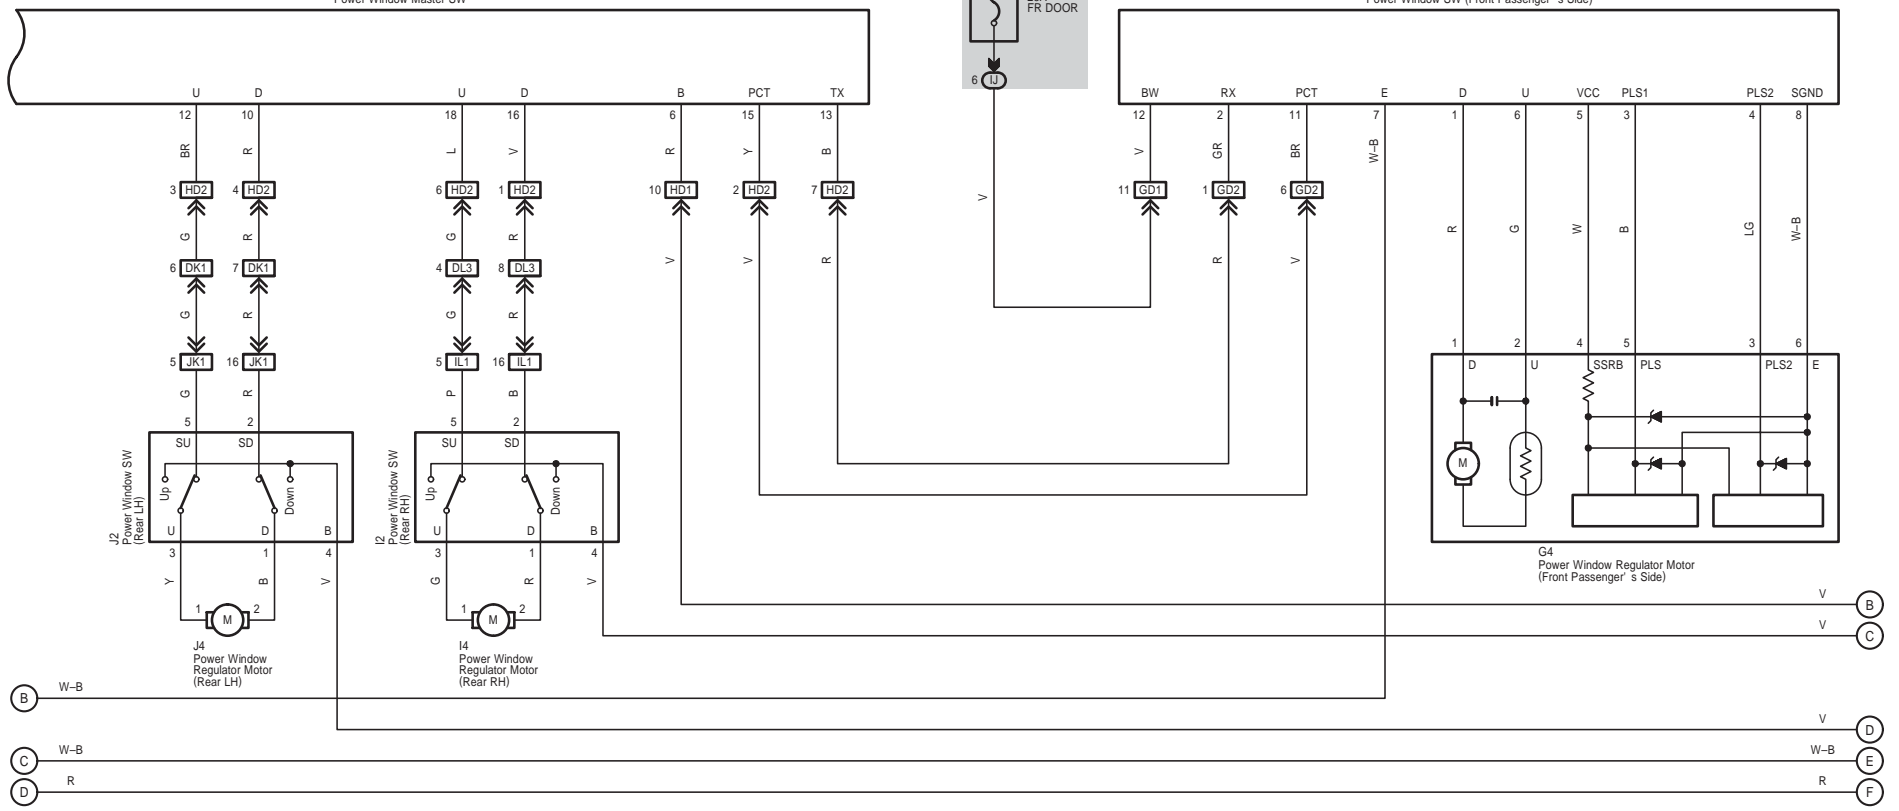 Power Window Master SW
FR DOOR
Power Window SW (Front Passenger's Side)
6 IJ
U D U D B PCT TX
BW RX PCT E D U VCC PLS1 PLS2 SGND
12 10 18 16 6 15 13
12 2 11 7 1 6 5 3 4 8
BR R L V R Y B
V GR BR W–B
3 HD2 4 HD2 6 HD2 1 HD2 10 HD1 2 HD2 7 HD2
V
11 GD1 1 GD2 6 GD2
R G W B LG W–B
G R G R
6 DK1 7 DK1 4 DL3 8 DL3
V V R R V
G R G R
5 JK1 16 JK1 5 IL1 16 IL1
1 2 4 5 3 6
D U SSRB PLS PLS2 E
G R P B
5 2 5 2
SU SD SU SD
M
Up Down
Up Down
J2
Power Window SW
(Rear LH)
I2
Power Window SW
(Rear RH)
U D B U D B
3 1 4 3 1 4
G4
Power Window Regulator Motor
(Front Passenger's Side)
Y B V G R V
1 M 2 1 M 2
V B
V C
J4
Power Window
Regulator Motor
(Rear LH)
I4
Power Window
Regulator Motor
(Rear RH)
B W–B
V D
C W–B W–B E
D R R F